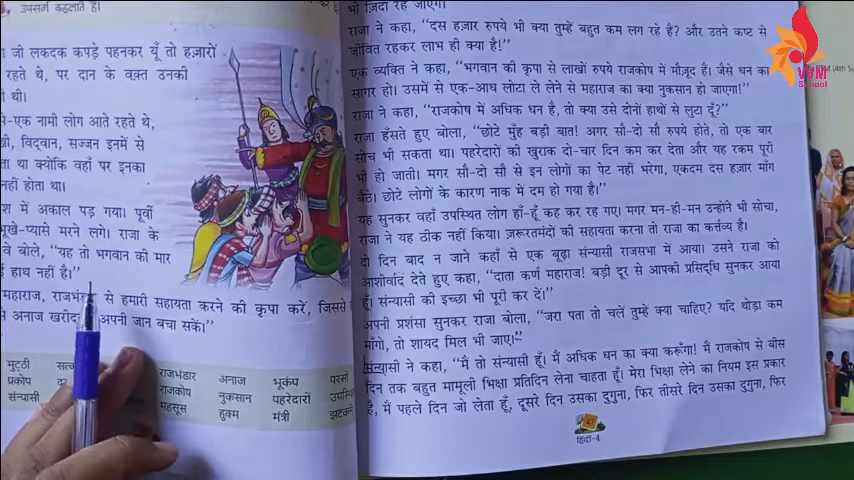 उपसर्ग कहलाते हैं।
जो लकदक कपड़े पहनकर यूँ तो हज़ारों
रहते थे, पर दान के वक़्त उनकी
थी।
एक नामी लोग आते रहते थे,
विद्वान, सज्जन इनमें से
था क्योंकि वहाँ पर इनका
नहीं होता था।
में अकाल पड़ गया। पूर्वी
भूखे-प्यासे मरने लगे। राजा के
वे बोले, "यह तो भगवान की मार
हाथ नहीं है।"
महाराज, राजभंडार से हमारी सहायता करने की कृपा करें, जिससे
अनाज खरीद अपनी जान बचा सकें।"
मुट्ठी राजभंडार अनाज भूकंप परसों
प्रकोप राजकोष नुकसान पहरेदारों
संन्यासी महसूस हुक्म मंत्री झटकने
भी ज़िंदा रह जाएगी।
राजा ने कहा, "दस हज़ार रुपये भी क्या तुम्हें बहुत कम लग रहे है? और उतने कष्ट से
जीवित रहकर लाभ ही क्या है!"
एक व्यक्ति ने कहा, "भगवान की कृपा से लाखों रुपये राजकोष में मौजूद हैं। जैसे धन का
सागर हो। उसमें से एक-आध लोटा ले लेने से महाराज का क्या नुकसान हो जाएगा!"
राजा ने कहा, "राजकोष में अधिक धन है, तो क्या उसे दोनों हाथों से लुटा दूँ?"
राजा हँसते हुए बोला, "छोटे मुँह बड़ी बात! अगर सौ-दो सौ रुपये होते, तो एक बार
सोच भी सकता था। पहरेदारों की खुराक दो-चार दिन कम कर देता और यह रकम पूरी
भी हो जाती। मगर सौ-दो सौ से इन लोगों का पेट नहीं भरेगा, एकदम दस हज़ार माँग
बैठे। छोटे लोगों के कारण नाक में दम हो गया है।"
यह सुनकर वहाँ उपस्थित लोग हाँ-हूँ कह कर रह गए। मगर मन-ही-मन उन्होंने भी सोचा,
राजा ने यह ठीक नहीं किया। ज़रूरतमंदों की सहायता करना तो राजा का कर्तव्य है।
दो दिन बाद न जाने कहाँ से एक बूढ़ा संन्यासी राजसभा में आया। उसने राजा को
आशीर्वाद देते हुए कहा, "दाता कर्ण महाराज! बड़ी दूर से आपकी प्रसिद्धि सुनकर आया
हूँ। संन्यासी की इच्छा भी पूरी कर दें।"
अपनी प्रशंसा सुनकर राजा बोला, "जरा पता तो चले तुम्हें क्या चाहिए? यदि थोड़ा कम
माँगो, तो शायद मिल भी जाए।"
संन्यासी ने कहा, "मैं तो संन्यासी हूँ। मैं अधिक धन का क्या करूँगा! मैं राजकोष से बीस
दिन तक बहुत मामूली भिक्षा प्रतिदिन लेना चाहता हूँ। मेरा भिक्षा लेने का नियम इस प्रकार
है, मैं पहले दिन जो लेता हूँ, दूसरे दिन उसका दुगुना, फिर तीसरे दिन उसका दुगुना, फिर
हिंदी-4
VVM
School